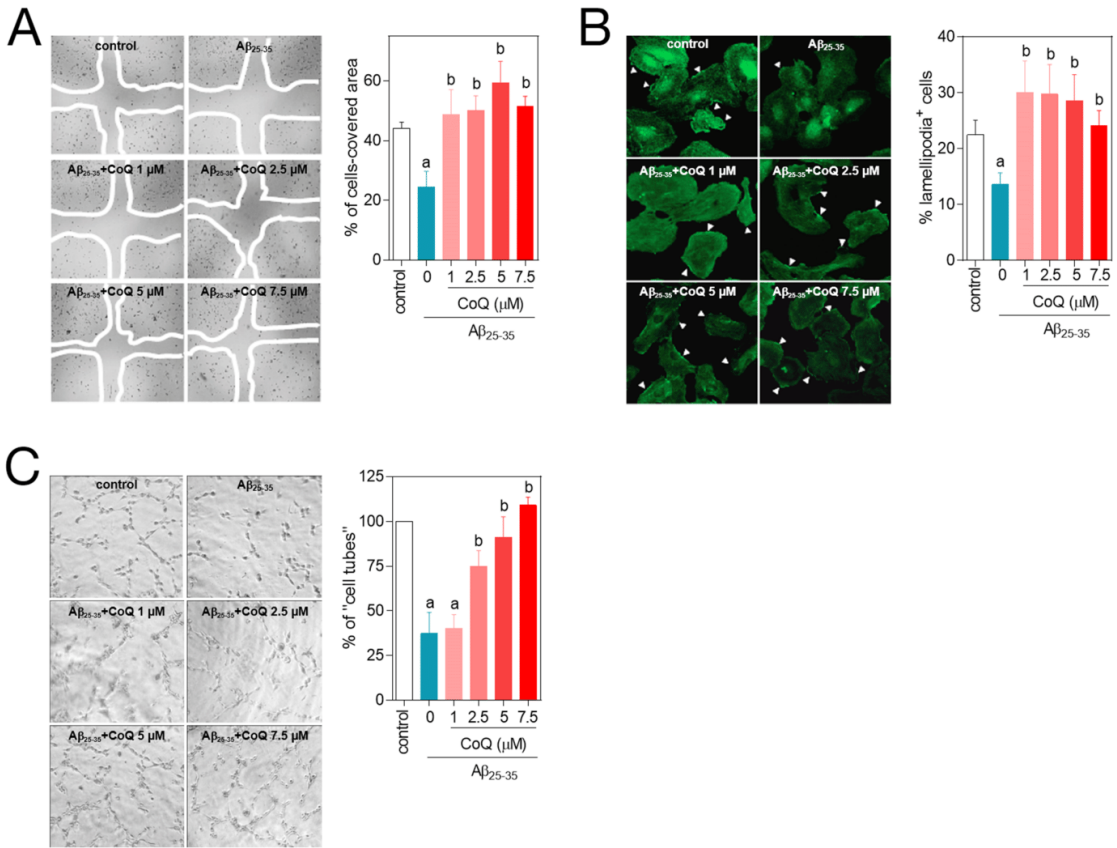 A
control
Aβ25-35
Aβ25-35+CoQ 1 µM
Aβ25-35+CoQ 2.5 µM
Aβ25-35+CoQ 5 µM
Aβ25-35+CoQ 7.5 µM
% of cells-covered area
60
40
20
0
a
b
b
b
b
control
0
1
2.5
5
7.5
CoQ (µM)
Aβ25-35
B
control
Aβ25-35
Aβ25-35+CoQ 1 µM
Aβ25-35+CoQ 2.5 µM
Aβ25-35+CoQ 5 µM
Aβ25-35+CoQ 7.5 µM
% lamellipodia+ cells
40
30
20
10
0
a
b
b
b
b
control
0
1
2.5
5
7.5
CoQ (µM)
Aβ25-35
C
control
Aβ25-35
Aβ25-35+CoQ 1 µM
Aβ25-35+CoQ 2.5 µM
Aβ25-35+CoQ 5 µM
Aβ25-35+CoQ 7.5 µM
% of "cell tubes"
125
100
75
50
25
0
a
a
b
b
b
control
0
1
2.5
5
7.5
CoQ (µM)
Aβ25-35